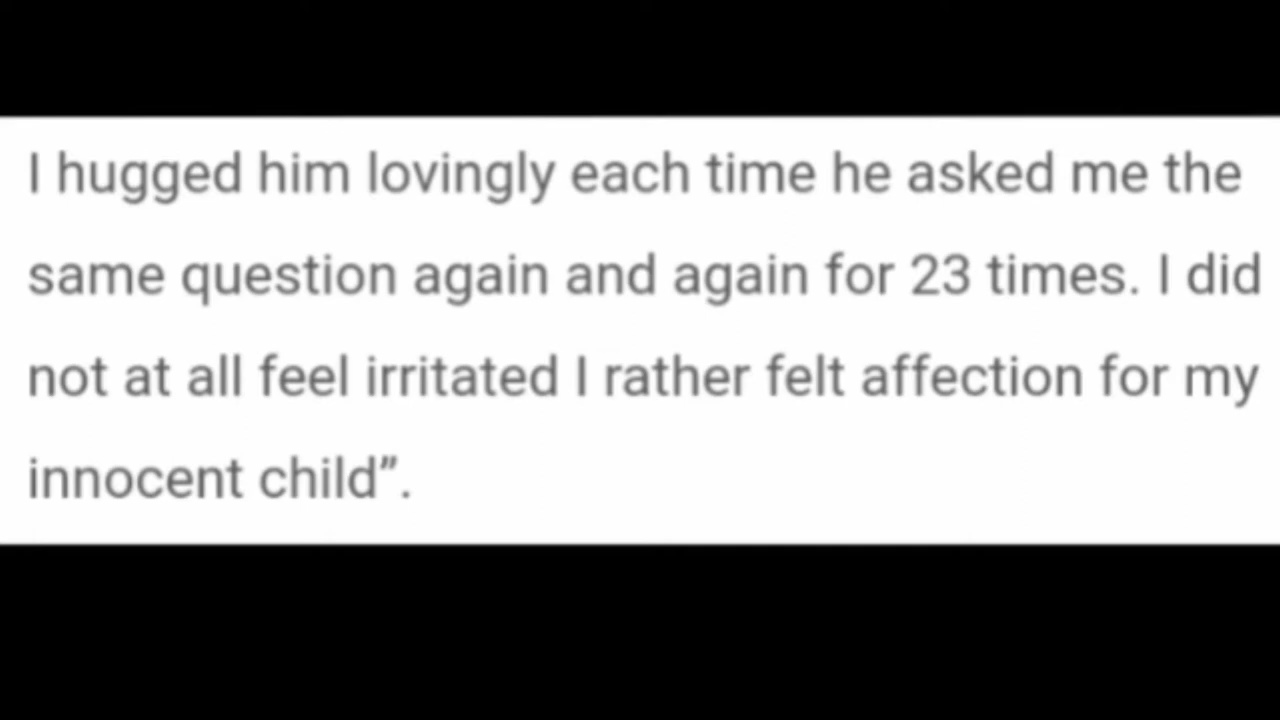 I hugged him lovingly each time he asked me the
same question again and again for 23 times. I did
not at all feel irritated I rather felt affection for my
innocent child”.